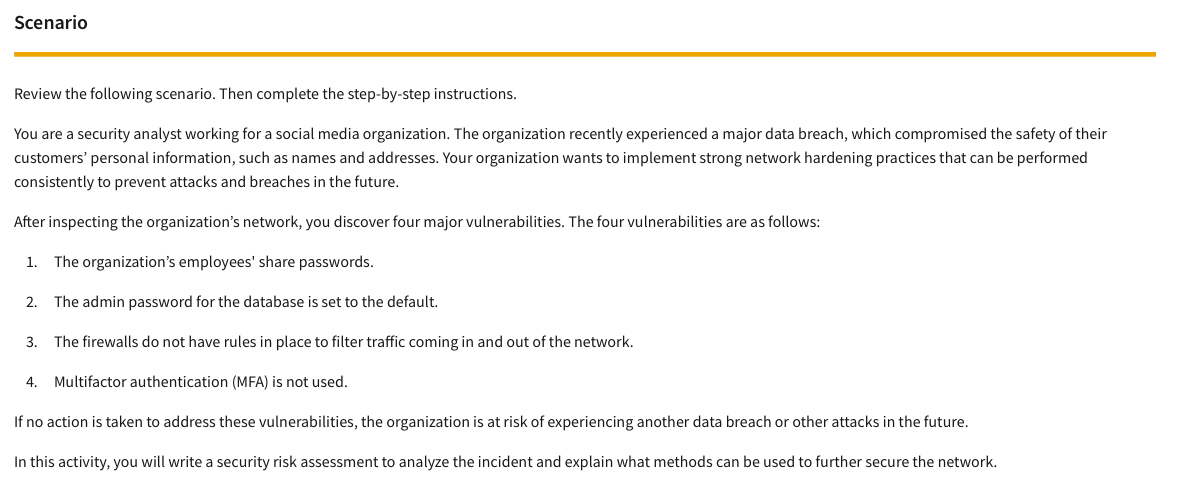 Scenario
Review the following scenario. Then complete the step-by-step instructions.
You are a security analyst working for a social media organization. The organization recently experienced a major data breach, which compromised the safety of their
customers’ personal information, such as names and addresses. Your organization wants to implement strong network hardening practices that can be performed
consistently to prevent attacks and breaches in the future.
After inspecting the organization’s network, you discover four major vulnerabilities. The four vulnerabilities are as follows:
1. The organization’s employees' share passwords.
2. The admin password for the database is set to the default.
3. The firewalls do not have rules in place to filter traffic coming in and out of the network.
4. Multifactor authentication (MFA) is not used.
If no action is taken to address these vulnerabilities, the organization is at risk of experiencing another data breach or other attacks in the future.
In this activity, you will write a security risk assessment to analyze the incident and explain what methods can be used to further secure the network.